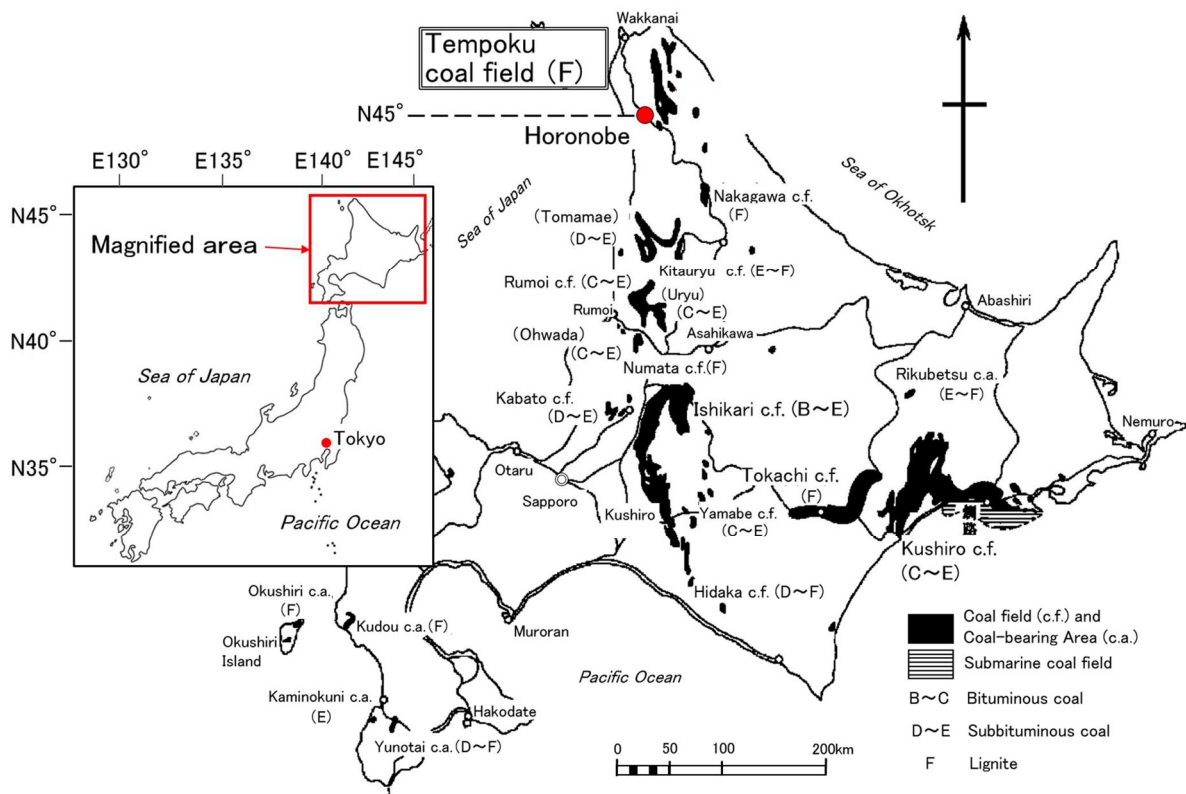 Wakkanai
Tempoku
coal field (F)
N45°
Horonobe
E130°
E135°
E140°
E145°
N45°
N40°
N35°
Magnified area
Sea of Japan
Tokyo
Pacific Ocean
Sea of Japan
Sea of Okhotsk
Nakagawa c.f.
(F)
(Tomamae)
(D~E)
Kitauryu c.f.(E~F)
Rumoi c.f.(C~E)
(Uryu)
(C~E)
Rumoi
Asahikawa
(Ohwada)
(C~E)
Numata c.f.(F)
Abashiri
Rikubetsu c.a.
(E~F)
Kabato c.f.
(D~E)
Ishikari c.f.(B~E)
Nemuro
Otaru
Sapporo
Tokachi c.f.
(F)
Kushiro
Yamabe c.f.
(C~E)
釧路
Kushiro c.f.
(C~E)
Hidaka c.f.(D~F)
Okushiri c.a.
(F)
Kudou c.a.(F)
Okushiri
Island
Muroran
Pacific Ocean
Kaminokuni c.a.
(E)
Hakodate
Yunotai c.a.(D~F)
Coal field (c.f.) and
Coal-bearing Area (c.a.)
Submarine coal field
B~C Bituminous coal
D~E Subbituminous coal
F Lignite
0 50 100 200km